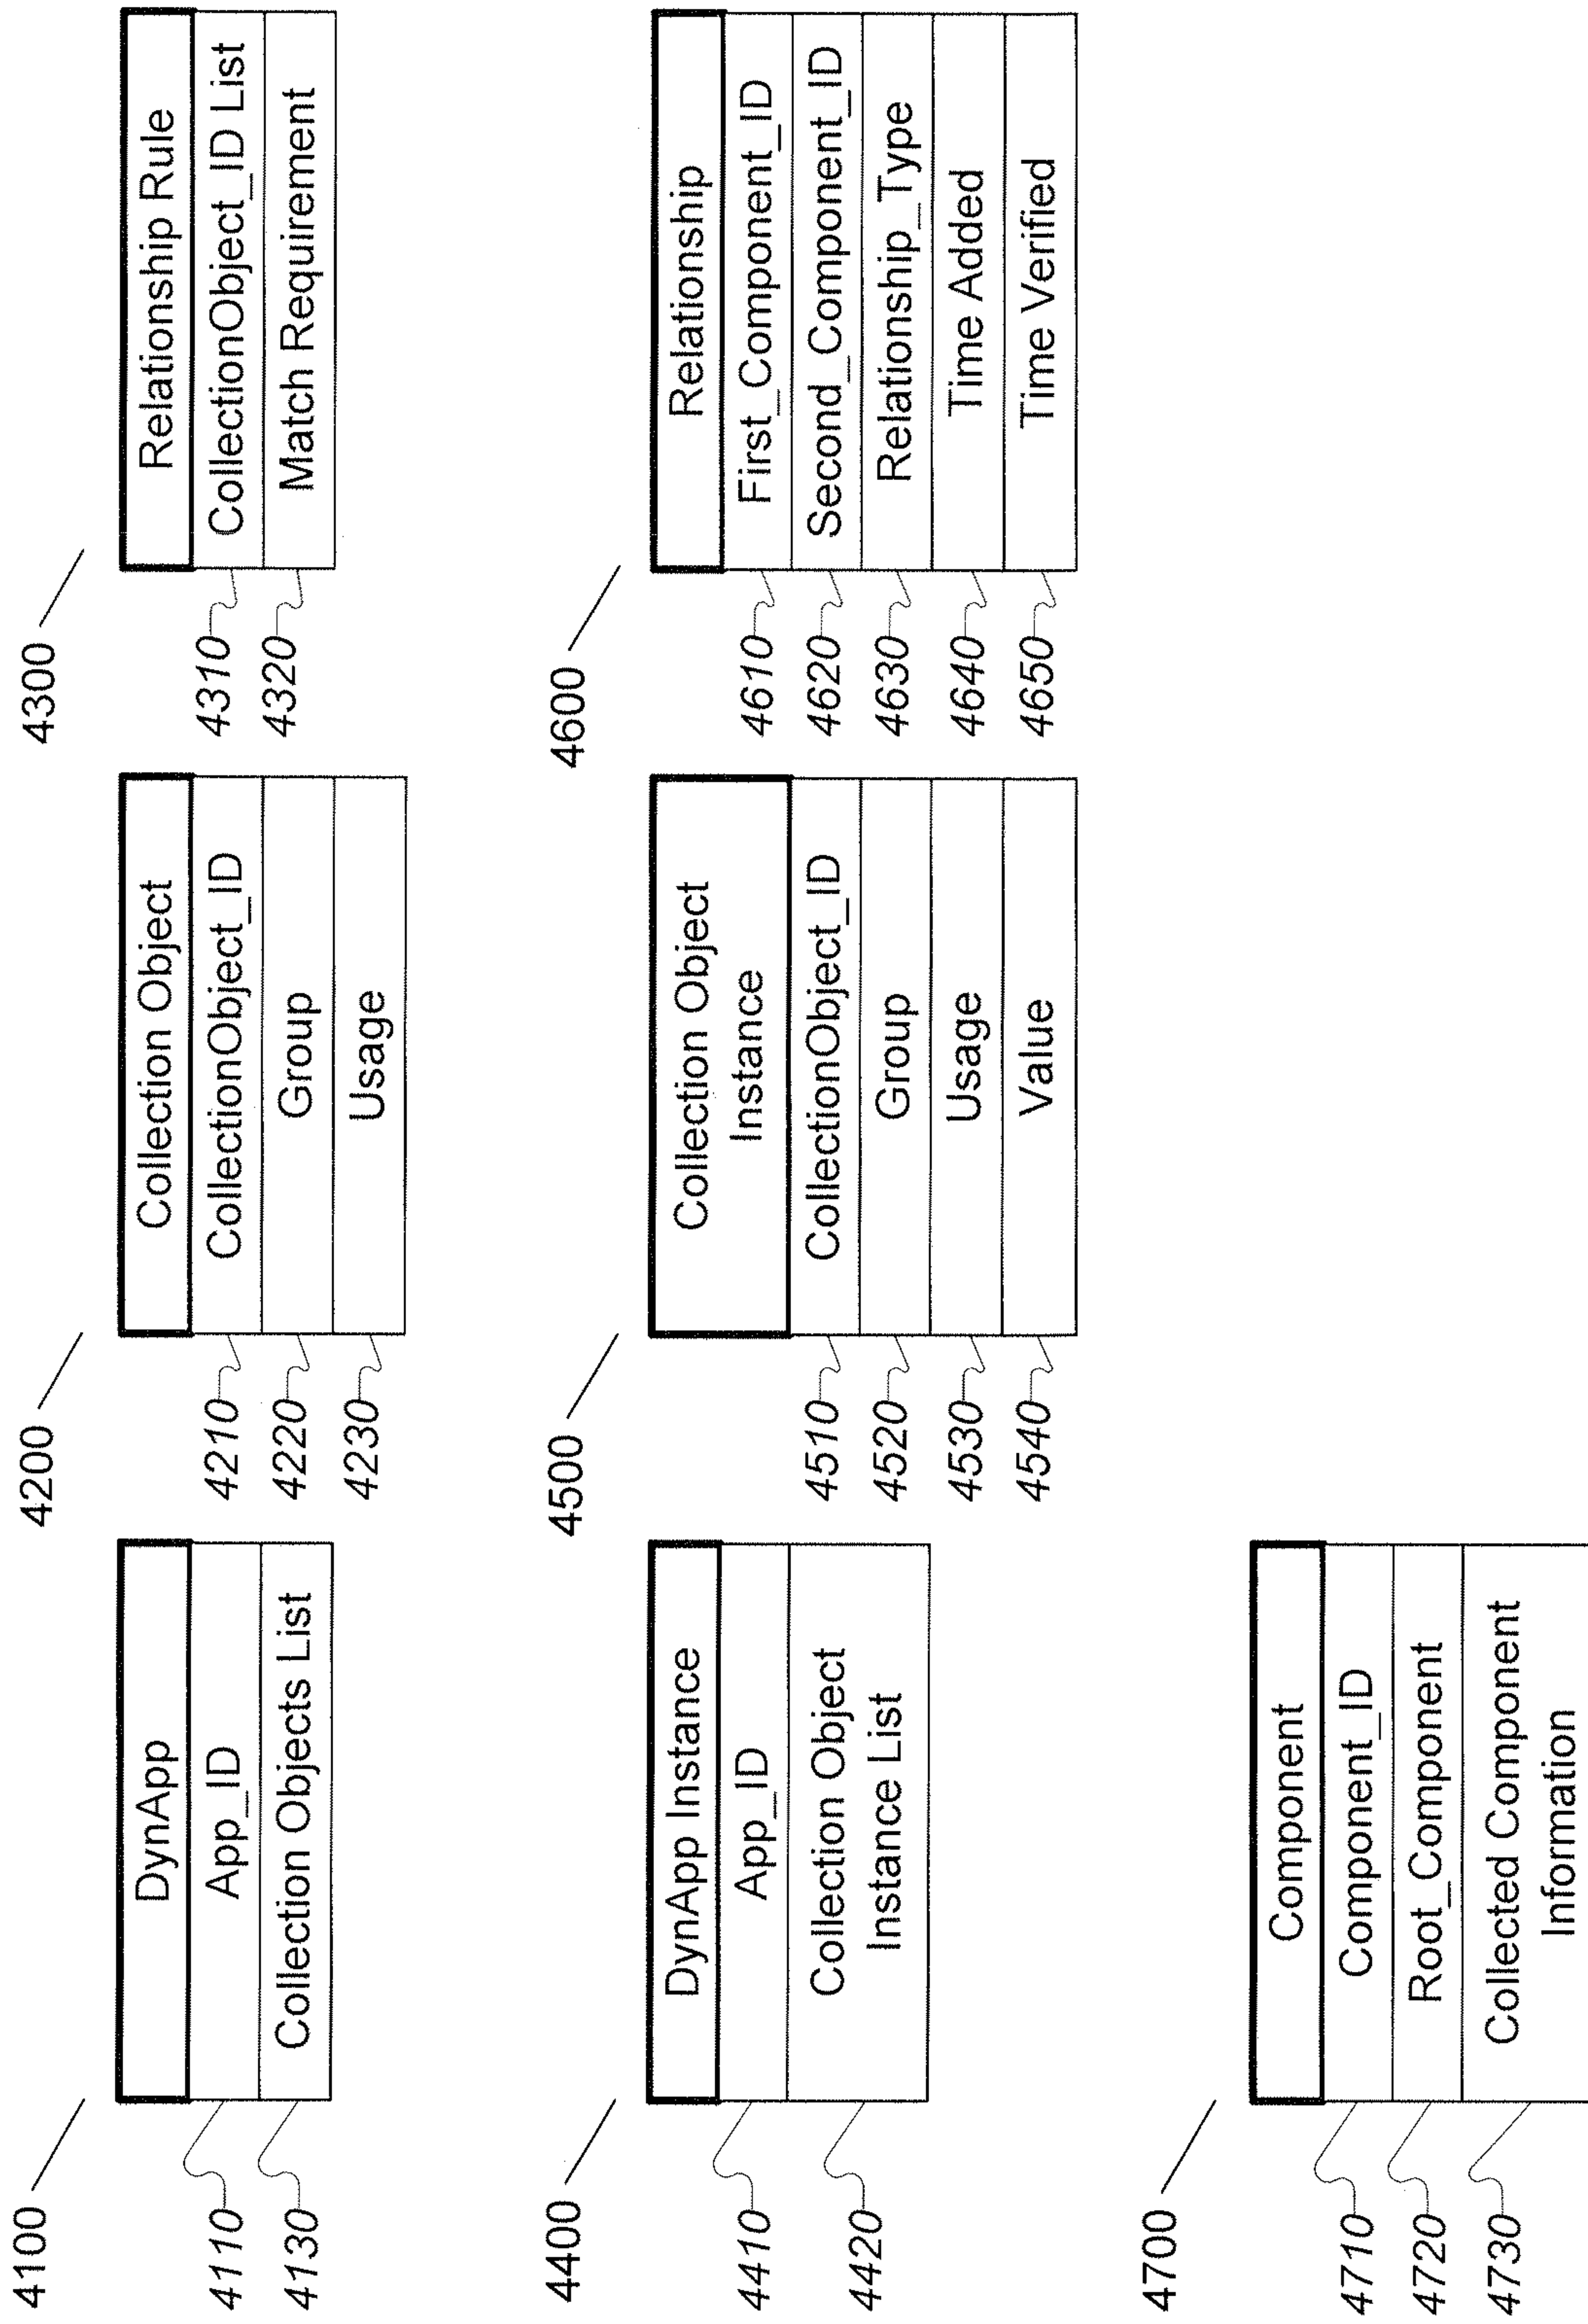 4100
DynApp
4110
App_ID
4130
Collection Objects List
4200
Collection Object
4210
CollectionObject_ID
4220
Group
4230
Usage
4300
Relationship Rule
4310
CollectionObject_ID List
4320
Match Requirement
4400
DynApp Instance
4410
App_ID
4420
Collection Object
Instance List
4500
Collection Object
Instance
4510
CollectionObject_ID
4520
Group
4530
Usage
4540
Value
4600
Relationship
4610
First_Component_ID
4620
Second_Component_ID
4630
Relationship_Type
4640
Time Added
4650
Time Verified
4700
Component
4710
Component_ID
4720
Root_Component
4730
Collected Component
Information